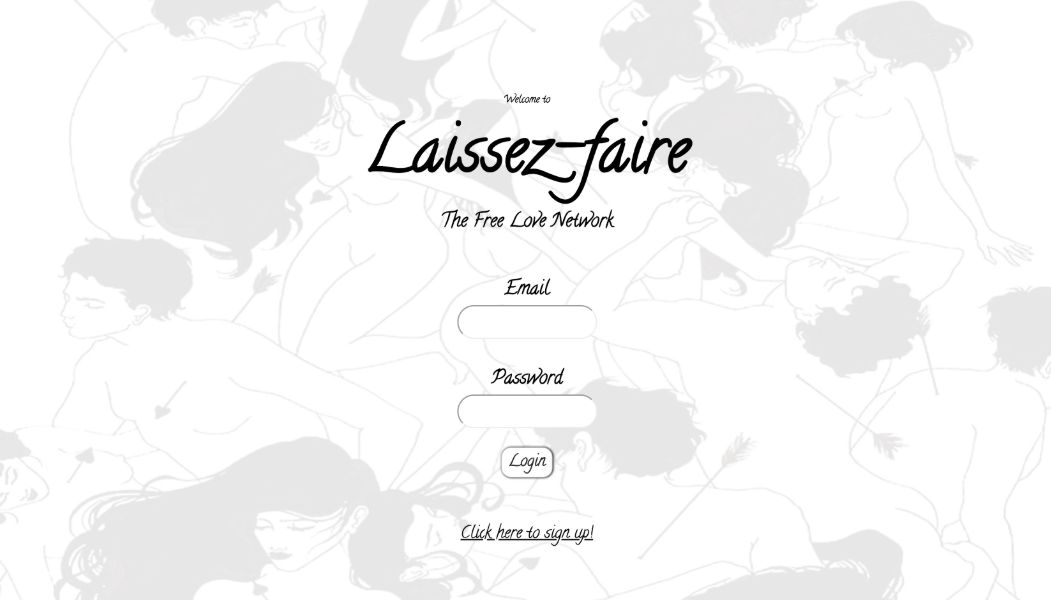 Welcome to
Laissez-faire
The Free Love Network
Email
Password
Login
Click here to sign up!